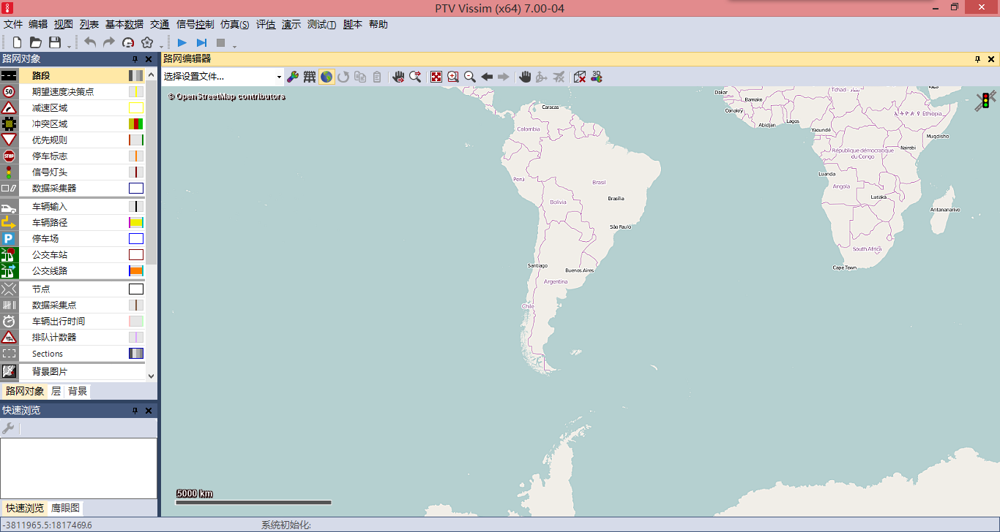 PTV Vissim (x64) 7.00-04
文件 编辑 视图 列表 基本数据 交通 信号控制 仿真(S) 评估 演示 测试(T) 脚本 帮助
路网对象
路段
50 期望速度决策点
减速区域
冲突区域
优先规则
STOP 停车标志
信号灯头
数据采集器
车辆输入
车辆路径
P 停车场
公交车站
公交线路
节点
数据采集点
车辆出行时间
排队计数器
Sections
背景图片
路网对象 层 背景
快速浏览
快速浏览 鹰眼图
路网编辑器
选择设置文件...
3D
© OpenStreetMap contributors
Caracas
Colombia
Perú
Brasil
Bolivia
Brasília
São Paulo
Santiago
Buenos Aires
Argentina
Chile
Dakar
Bamako
Conakry
Abidjan
Lagos
Tchad
Yaoundé
Ethiopia
Muqdisho
Nairobi
République démocratique
du Congo
Luanda
Angola
Lusaka
Antananarivo
South Africa
Cape Town
5000 km
-3811965.5:1817469.6
系统初始化: